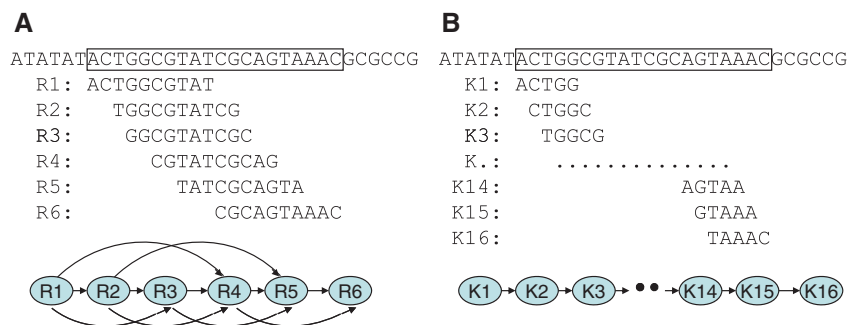 A
ATATATACTGGCGTATCGCAGTAAACGCGCCG
R1: ACTGGCGTAT
R2: TGGCGTATCG
R3: GGCGTATCGC
R4: CGTATCGCAG
R5: TATCGCAGTA
R6: CGCAGTAAAC
R1 R2 R3 R4 R5 R6
B
ATATATACTGGCGTATCGCAGTAAACGCGCCG
K1: ACTGG
K2: CTGGC
K3: TGGCG
K.: ..............
K14: AGTAA
K15: GTAAA
K16: TAAAC
K1 K2 K3 •• K14 K15 K16